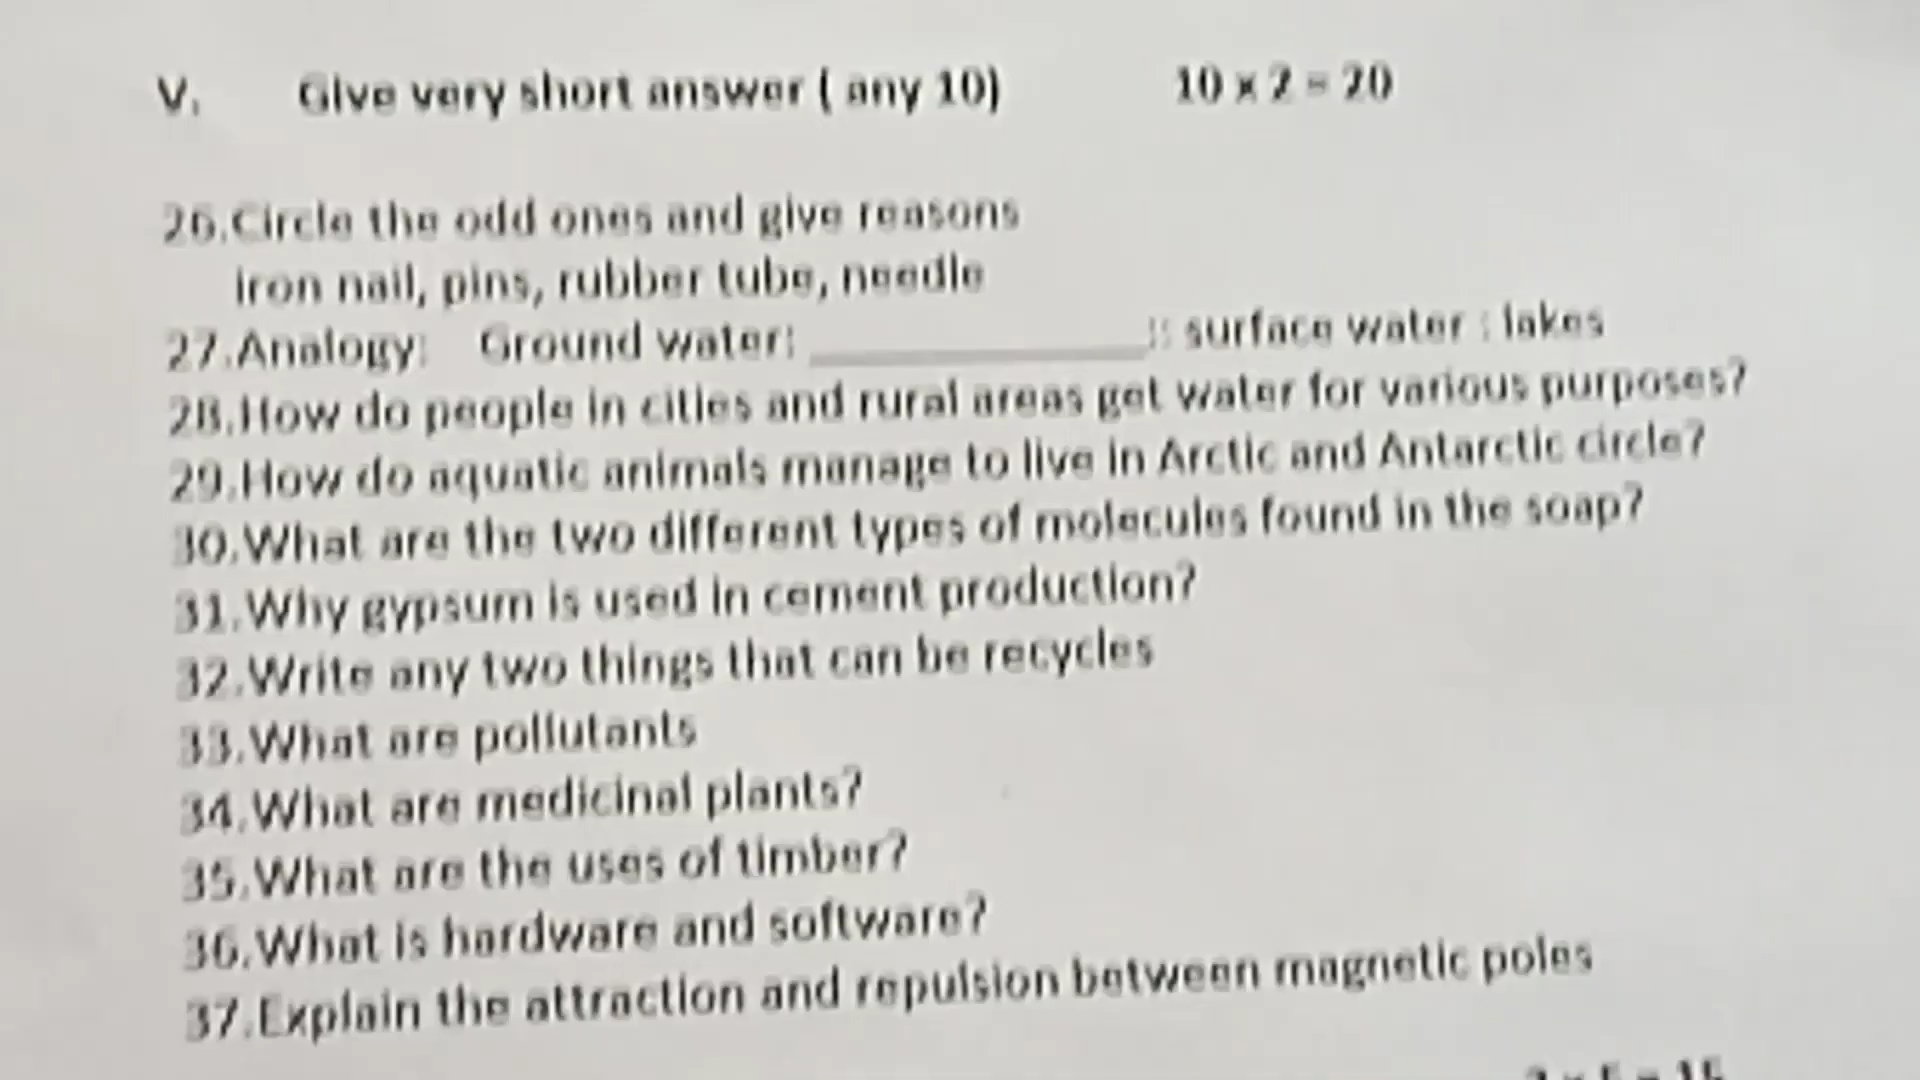 V. Give very short answer ( any 10) 10 x 2 = 20
26.Circle the odd ones and give reasons
iron nail, pins, rubber tube, needle
27.Analogy: Ground water: ____________:: surface water : lakes
28.How do people in cities and rural areas get water for various purposes?
29.How do aquatic animals manage to live in Arctic and Antarctic circle?
30.What are the two different types of molecules found in the soap?
31.Why gypsum is used in cement production?
32.Write any two things that can be recycles
33.What are pollutants
34.What are medicinal plants?
35.What are the uses of timber?
36.What is hardware and software?
37.Explain the attraction and repulsion between magnetic poles